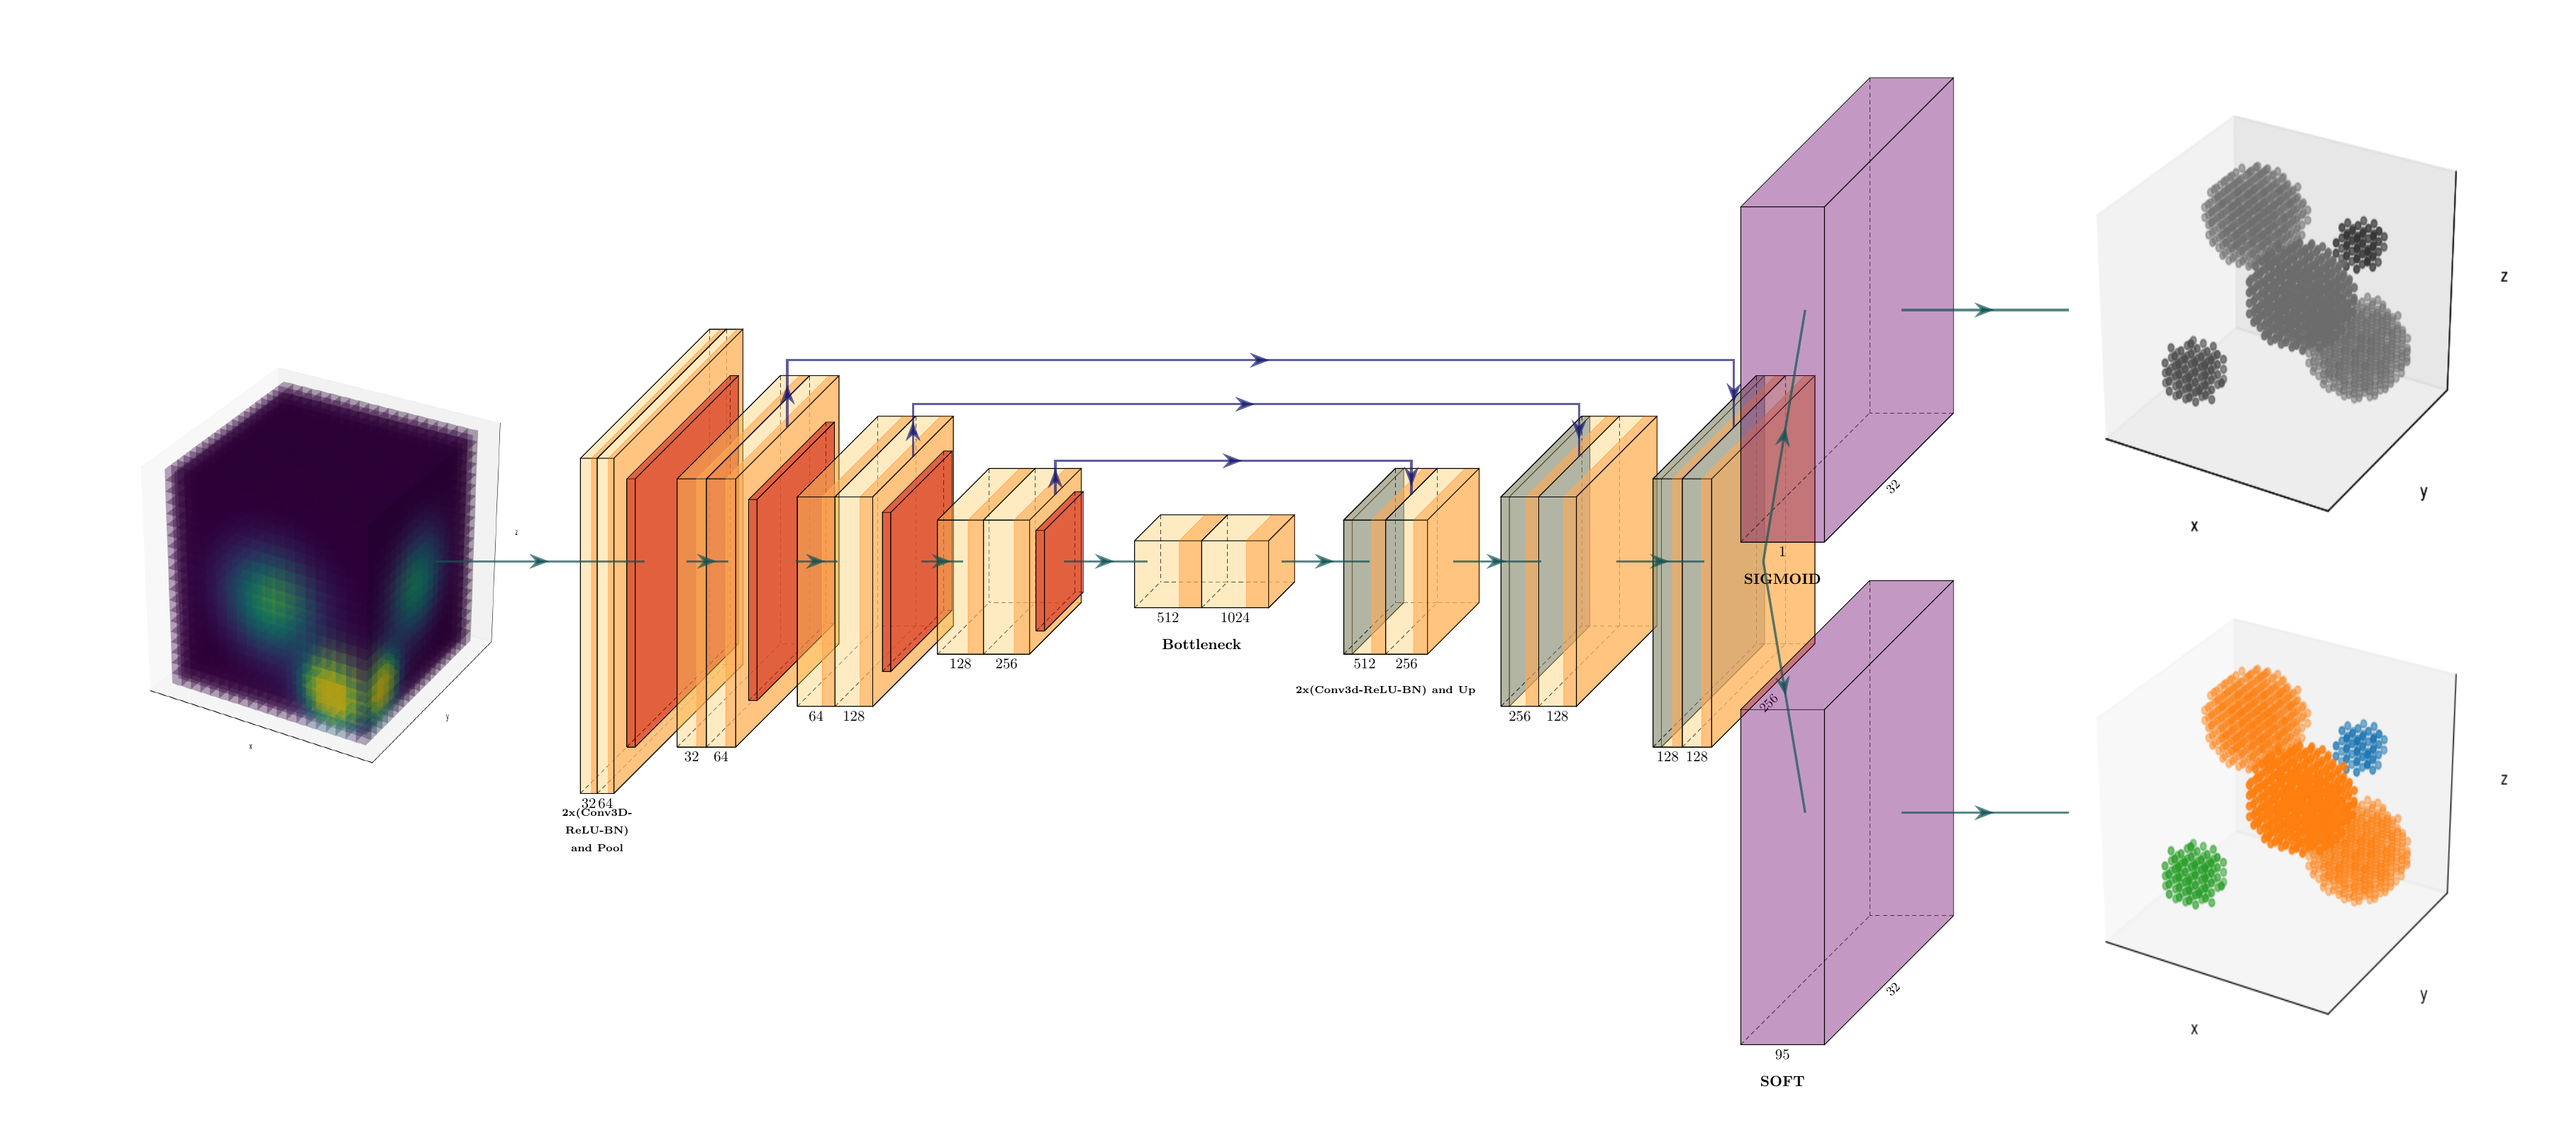 z
y
x
32 64
2x(Conv3D-
ReLU-BN)
and Pool
32 64
64 128
128 256
512 1024
Bottleneck
512 256
2x(Conv3d-ReLU-BN) and Up
256 128
128 128
256
1
32
SIGMOID
95
32
SOFT
z
y
x
z
y
x